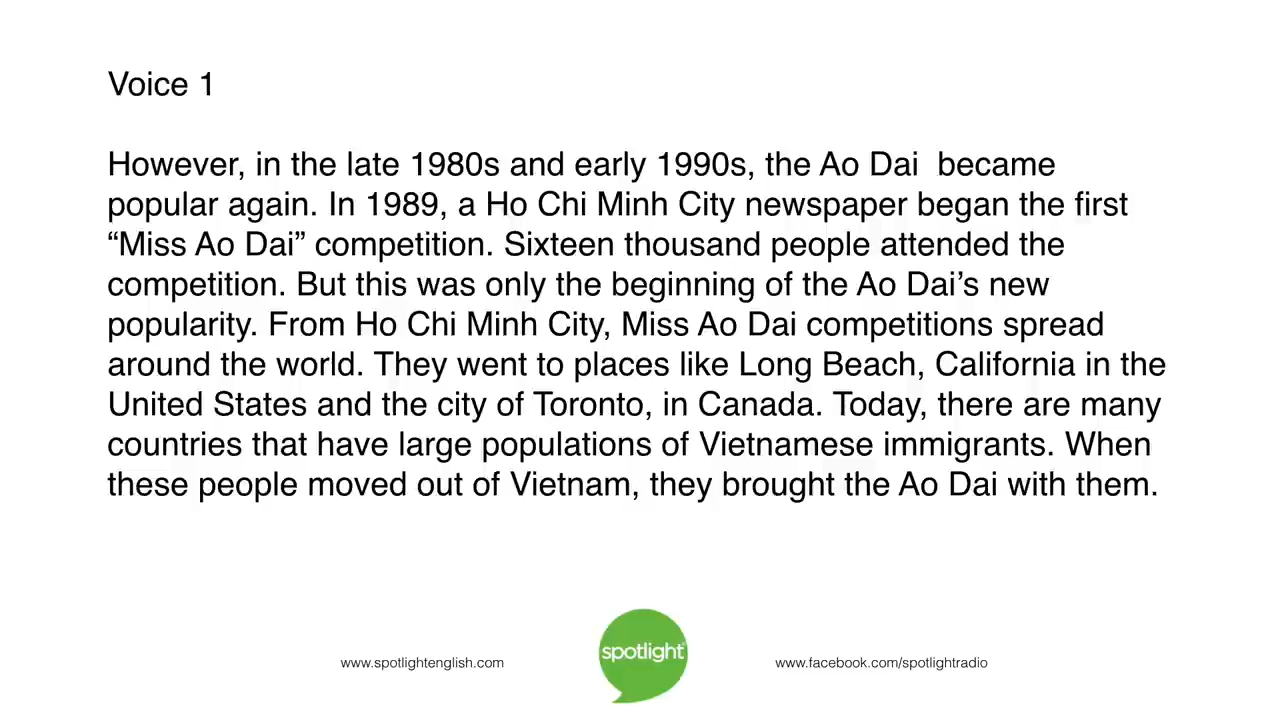 Voice 1
However, in the late 1980s and early 1990s, the Ao Dai  became
popular again. In 1989, a Ho Chi Minh City newspaper began the first
“Miss Ao Dai” competition. Sixteen thousand people attended the
competition. But this was only the beginning of the Ao Dai’s new
popularity. From Ho Chi Minh City, Miss Ao Dai competitions spread
around the world. They went to places like Long Beach, California in the
United States and the city of Toronto, in Canada. Today, there are many
countries that have large populations of Vietnamese immigrants. When
these people moved out of Vietnam, they brought the Ao Dai with them.
www.spotlightenglish.com
spotlight
www.facebook.com/spotlightradio